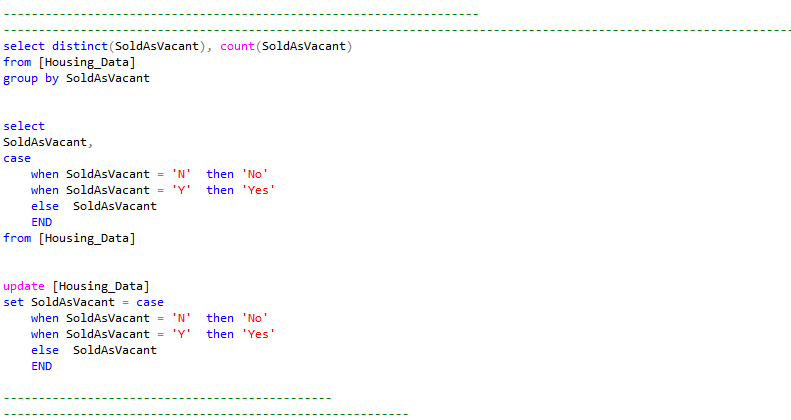 --------------------------------------------------------------------
-----------------------------------------------------------------------------------------------------------------
select distinct(SoldAsVacant), count(SoldAsVacant)
from [Housing_Data]
group by SoldAsVacant
select
SoldAsVacant,
case
    when SoldAsVacant = 'N'  then 'No'
    when SoldAsVacant = 'Y'  then 'Yes'
    else  SoldAsVacant
    END
from [Housing_Data]
update [Housing_Data]
set SoldAsVacant = case
    when SoldAsVacant = 'N'  then 'No'
    when SoldAsVacant = 'Y'  then 'Yes'
    else  SoldAsVacant
    END
-----------------------------------------------
----------------------------------------------------------